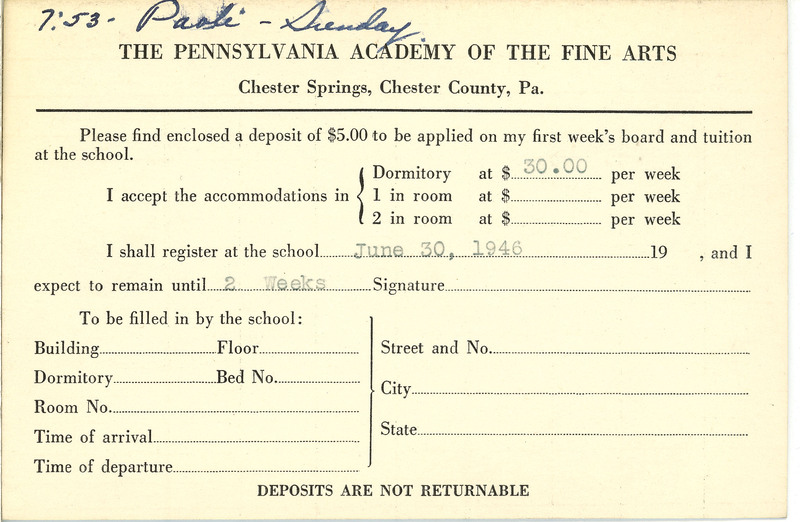 7:53 - Paoli - Sunday
THE PENNSYLVANIA ACADEMY OF THE FINE ARTS
Chester Springs, Chester County, Pa.
Please find enclosed a deposit of $5.00 to be applied on my first week's board and tuition
at the school.
Dormitory at $ 30.00 per week
I accept the accommodations in { 1 in room at $ per week
2 in room at $ per week
I shall register at the school June 30, 1946 19 , and I
expect to remain until 2 Weeks Signature
To be filled in by the school:
Building Floor
Dormitory Bed No.
Room No.
Time of arrival
Time of departure
Street and No.
City
State
DEPOSITS ARE NOT RETURNABLE